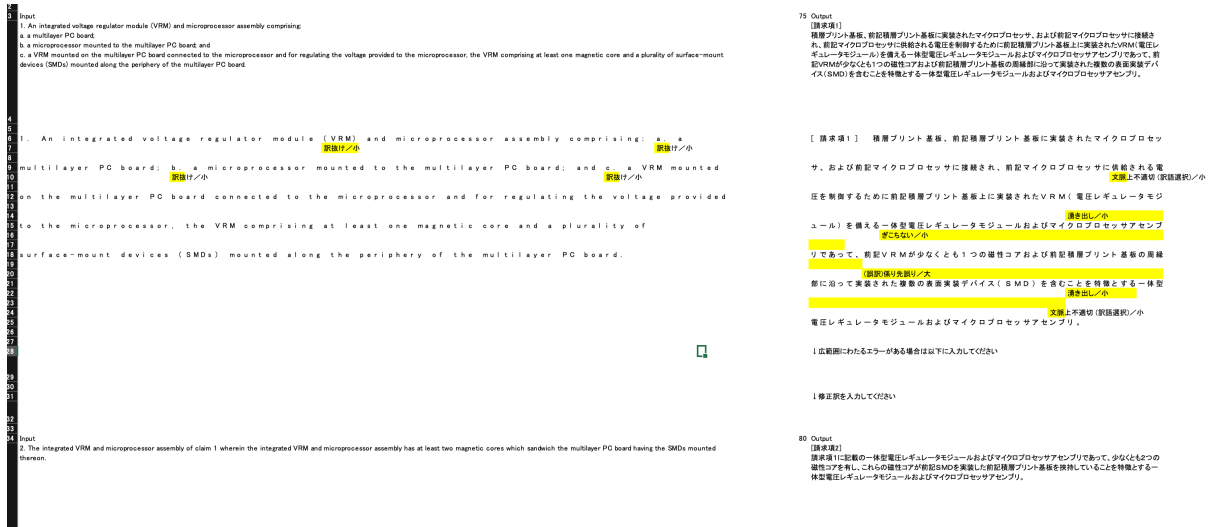 2
3
Input
1. An integrated voltage regulator module (VRM) and microprocessor assembly comprising:
a. a multilayer PC board;
b. a microprocessor mounted to the multilayer PC board; and
c. a VRM mounted on the multilayer PC board connected to the microprocessor and for regulating the voltage provided to the microprocessor, the VRM comprising at least one magnetic core and a plurality of surface-mount
devices (SMDs) mounted along the periphery of the multilayer PC board.
75 Output
[請求項1]
積層プリント基板、前記積層プリント基板に実装されたマイクロプロセッサ、および前記マイクロプロセッサに接続さ
れ、前記マイクロプロセッサに供給される電圧を制御するために前記積層プリント基板上に実装されたVRM(電圧レ
ギュレータモジュール)を備える一体型電圧レギュレータモジュールおよびマイクロプロセッサアセンブリであって、前
記VRMが少なくとも1つの磁性コアおよび前記積層プリント基板の周縁部に沿って実装された複数の表面実装デバ
イス(SMD)を含むことを特徴とする一体型電圧レギュレータモジュールおよびマイクロプロセッサアセンブリ。
4
5
6
1. An integrated voltage regulator module (VRM) and microprocessor assembly comprising: a. a
[請求項1] 積層プリント基板、前記積層プリント基板に実装されたマイクロプロセッ
7
訳抜け/小 訳抜け/小
8
9
multilayer PC board; b. a microprocessor mounted to the multilayer PC board; and c. a VRM mounted
サ、および前記マイクロプロセッサに接続され、前記マイクロプロセッサに供給される電
10
訳抜け/小 訳抜け/小
文脈上不適切(訳語選択)/小
11
12
on the multilayer PC board connected to the microprocessor and for regulating the voltage provided
圧を制御するために前記積層プリント基板上に実装されたVRM(電圧レギュレータモジ
13
14
湧き出し/小
15
to the microprocessor, the VRM comprising at least one magnetic core and a plurality of
ュール)を備える一体型電圧レギュレータモジュールおよびマイクロプロセッサアセンブ
16
ぎこちない/小
17
18
surface-mount devices (SMDs) mounted along the periphery of the multilayer PC board.
リであって、前記VRMが少なくとも1つの磁性コアおよび前記積層プリント基板の周縁
19
20
(誤訳)係り先誤り/大
21
部に沿って実装された複数の表面実装デバイス(SMD)を含むことを特徴とする一体型
22
湧き出し/小
23
24
文脈上不適切(訳語選択)/小
25
電圧レギュレータモジュールおよびマイクロプロセッサアセンブリ。
26
27
28
↓広範囲にわたるエラーがある場合は以下に入力してください
29
30
31
↓修正訳を入力してください
32
33
34
Input
2. The integrated VRM and microprocessor assembly of claim 1 wherein the integrated VRM and microprocessor assembly has at least two magnetic cores which sandwich the multilayer PC board having the SMDs mounted
thereon.
80 Output
[請求項2]
請求項1に記載の一体型電圧レギュレータモジュールおよびマイクロプロセッサアセンブリであって、少なくとも2つの
磁性コアを有し、これらの磁性コアが前記SMDを実装した前記積層プリント基板を挟持していることを特徴とする一
体型電圧レギュレータモジュールおよびマイクロプロセッサアセンブリ。